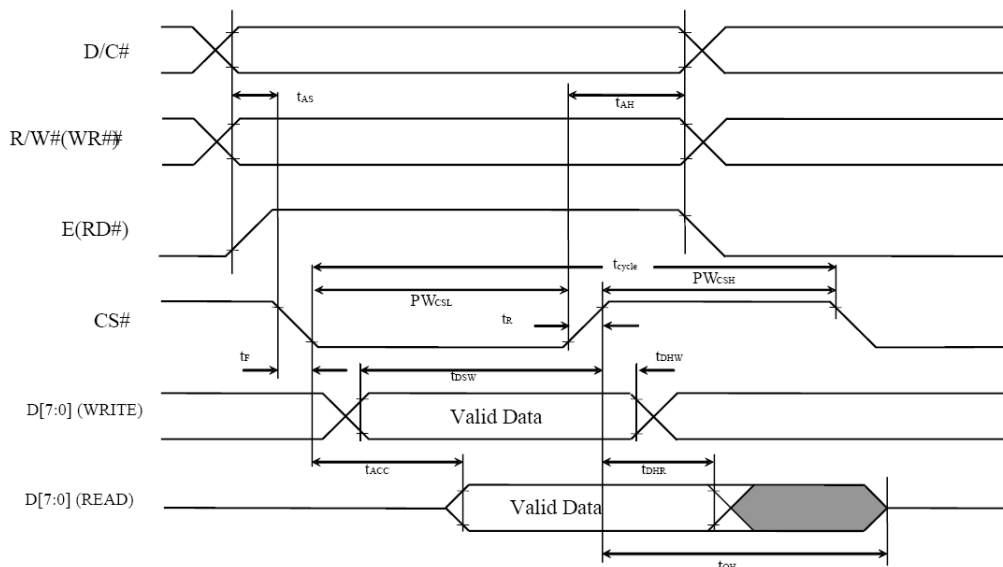 D/C#
tAS
tAH
R/W#(WR##)
E(RD#)
tcycle
PWCSL
PWCSH
CS#
tR
tF
tDSW
tDHW
D[7:0] (WRITE)
Valid Data
tACC
tDHR
D[7:0] (READ)
Valid Data